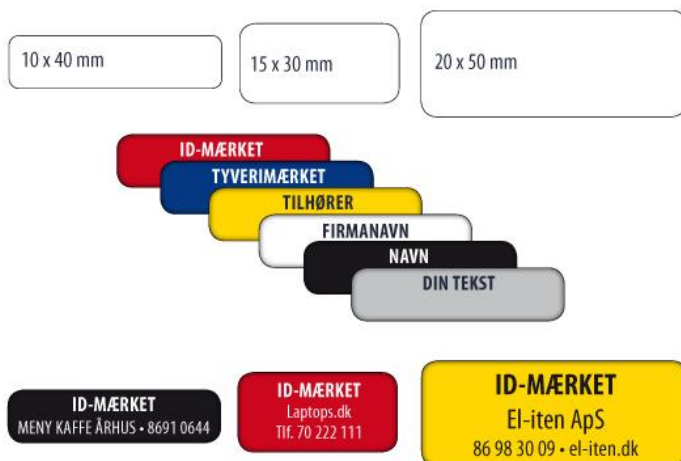 10 x 40 mm
15 x 30 mm
20 x 50 mm
ID-MÆRKET
TYVERIMÆRKET
TILHØRER
FIRMANAVN
NAVN
DIN TEKST
ID-MÆRKET
MENY KAFFE ÅRHUS • 8691 0644
ID-MÆRKET
Laptops.dk
Tlf. 70 222 111
ID-MÆRKET
El-iten ApS
86 98 30 09 • el-iten.dk